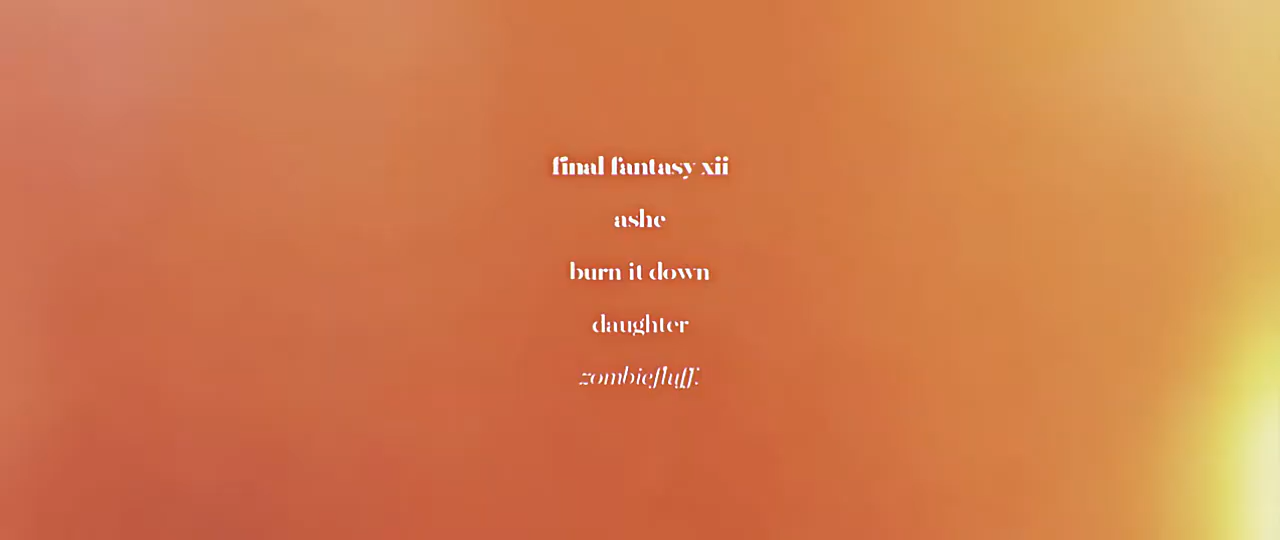 final fantasy xii
ashe
burn it down
daughter
zombiefluff.